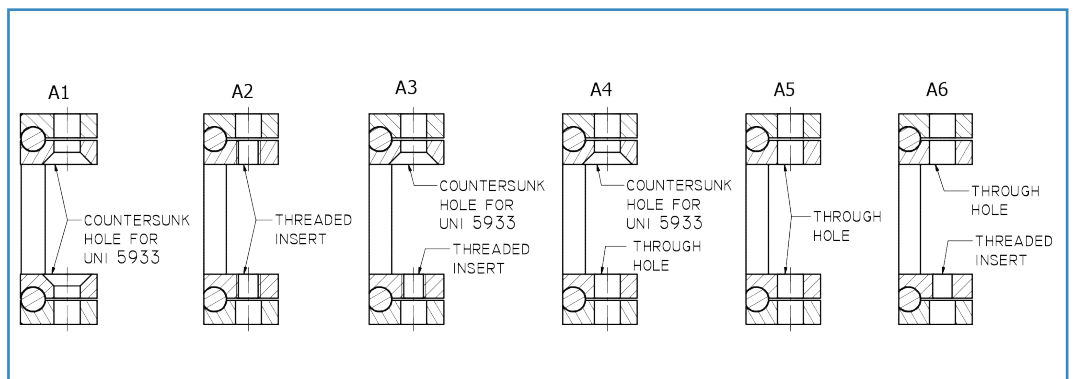 A1
A2
A3
A4
A5
A6
COUNTERSUNK
HOLE FOR
UNI 5933
THREADED
INSERT
COUNTERSUNK
HOLE FOR
UNI 5933
THREADED
INSERT
COUNTERSUNK
HOLE FOR
UNI 5933
THROUGH
HOLE
THROUGH
HOLE
THROUGH
HOLE
THREADED
INSERT